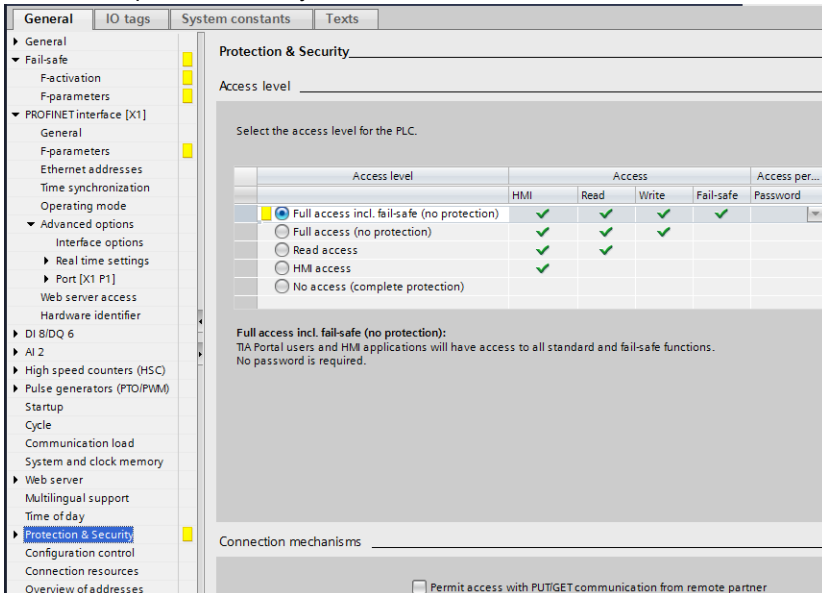 General IO tags System constants Texts
General
Fail-safe
F-activation
F-parameters
PROFINET interface [X1]
General
F-parameters
Ethernet addresses
Time synchronization
Operating mode
Advanced options
Interface options
Real time settings
Port [X1 P1]
Web server access
Hardware identifier
DI 8/DQ 6
AI 2
High speed counters (HSC)
Pulse generators (PTO/PWM)
Startup
Cycle
Communication load
System and clock memory
Web server
Multilingual support
Time of day
Protection & Security
Configuration control
Connection resources
Overview of addresses
Protection & Security
Access level
Select the access level for the PLC.
Access level Access Access per...
HMI Read Write Fail-safe Password
Full access incl. fail-safe (no protection)
Full access (no protection)
Read access
HMI access
No access (complete protection)
Full access incl. fail-safe (no protection):
TIA Portal users and HMI applications will have access to all standard and fail-safe functions.
No password is required.
Connection mechanisms
Permit access with PUT/GET communication from remote partner